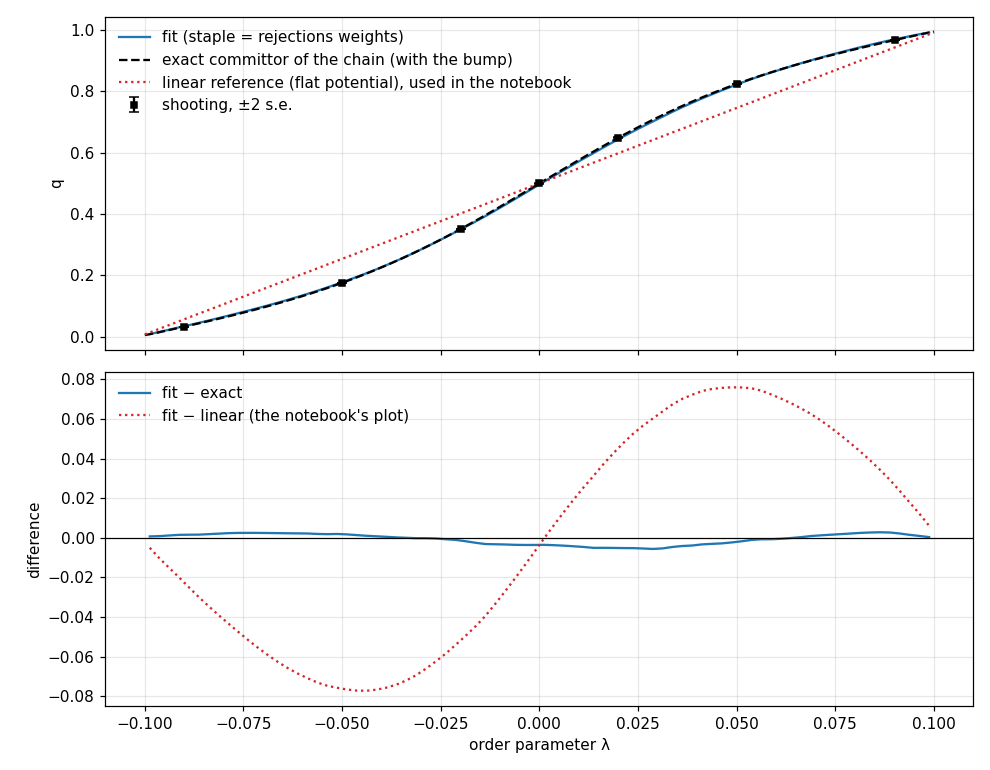 fit (staple = rejections weights)
exact committor of the chain (with the bump)
linear reference (flat potential), used in the notebook
shooting, ±2 s.e.
1.0
0.8
0.6
0.4
0.2
0.0
q
fit − exact
fit − linear (the notebook's plot)
0.08
0.06
0.04
0.02
0.00
−0.02
−0.04
−0.06
−0.08
difference
−0.100 −0.075 −0.050 −0.025 0.000 0.025 0.050 0.075 0.100
order parameter λ